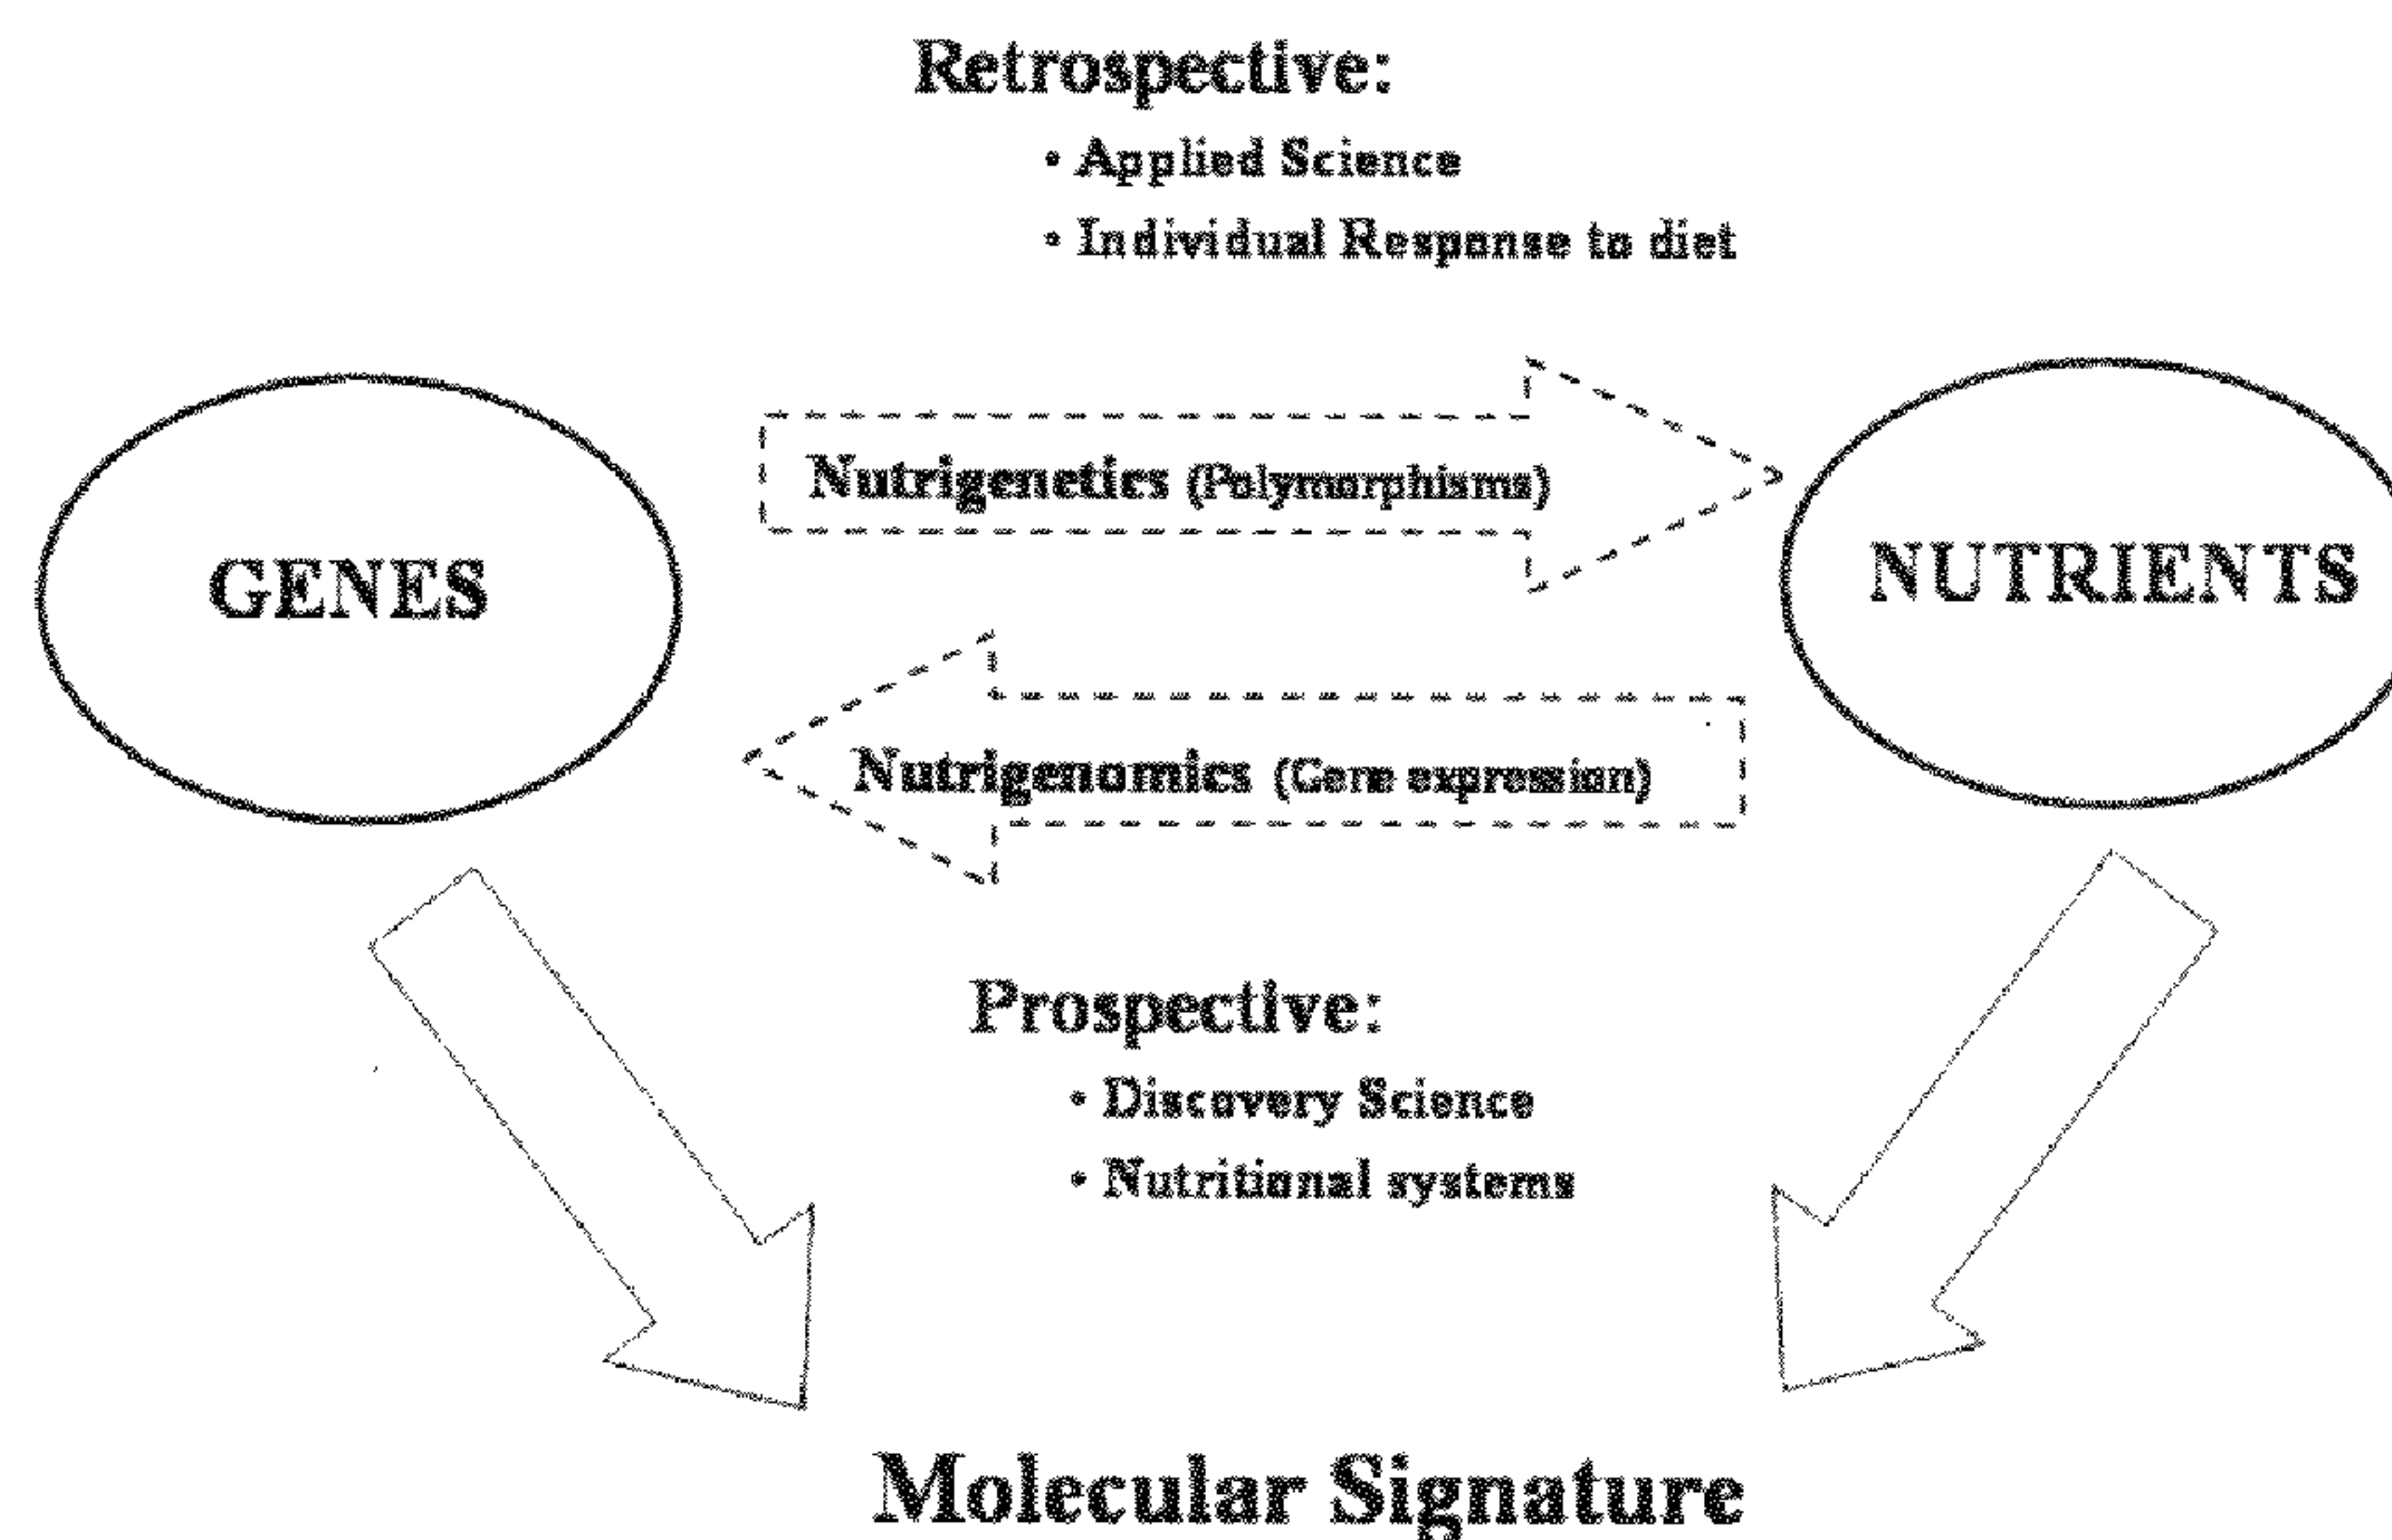 Retrospective:
• Applied Science
• Individual Response to diet
Nutrigenetics (Polymorphisms)
GENES
NUTRIENTS
Nutrigenomics (Gene expression)
Prospective:
• Discovery Science
• Nutritional systems
Molecular Signature